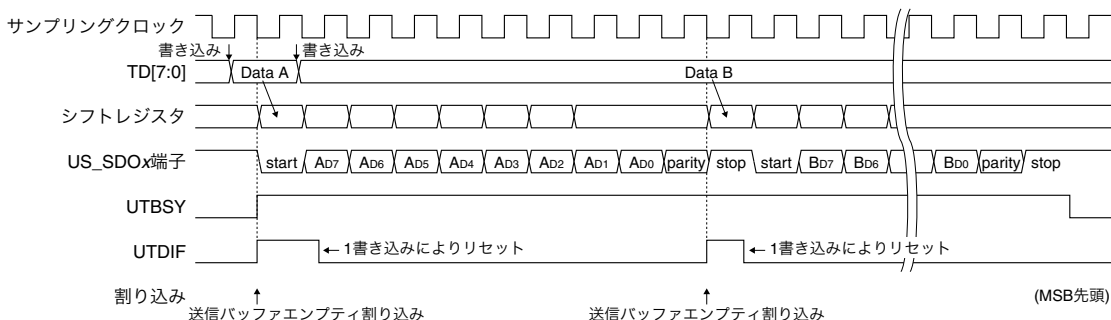 サンプリングクロック
書き込み 書き込み
TD[7:0] Data A Data B
シフトレジスタ
US_SDOx端子 start AD7 AD6 AD5 AD4 AD3 AD2 AD1 AD0 parity stop start BD7 BD6 BD0 parity stop
UTBSY
UTDIF ←1書き込みによりリセット ←1書き込みによりリセット
割り込み (MSB先頭)
送信バッファエンプティ割り込み 送信バッファエンプティ割り込み